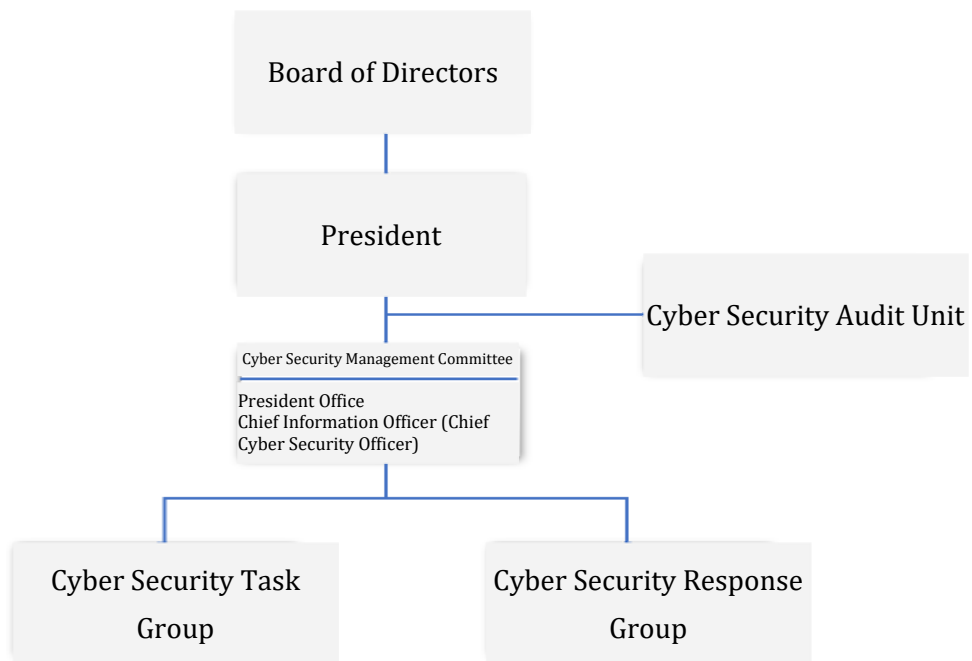 Board of Directors
President
Cyber Security Audit Unit
Cyber Security Management Committee
President Office
Chief Information Officer (Chief
Cyber Security Officer)
Cyber Security Task
Group
Cyber Security Response
Group